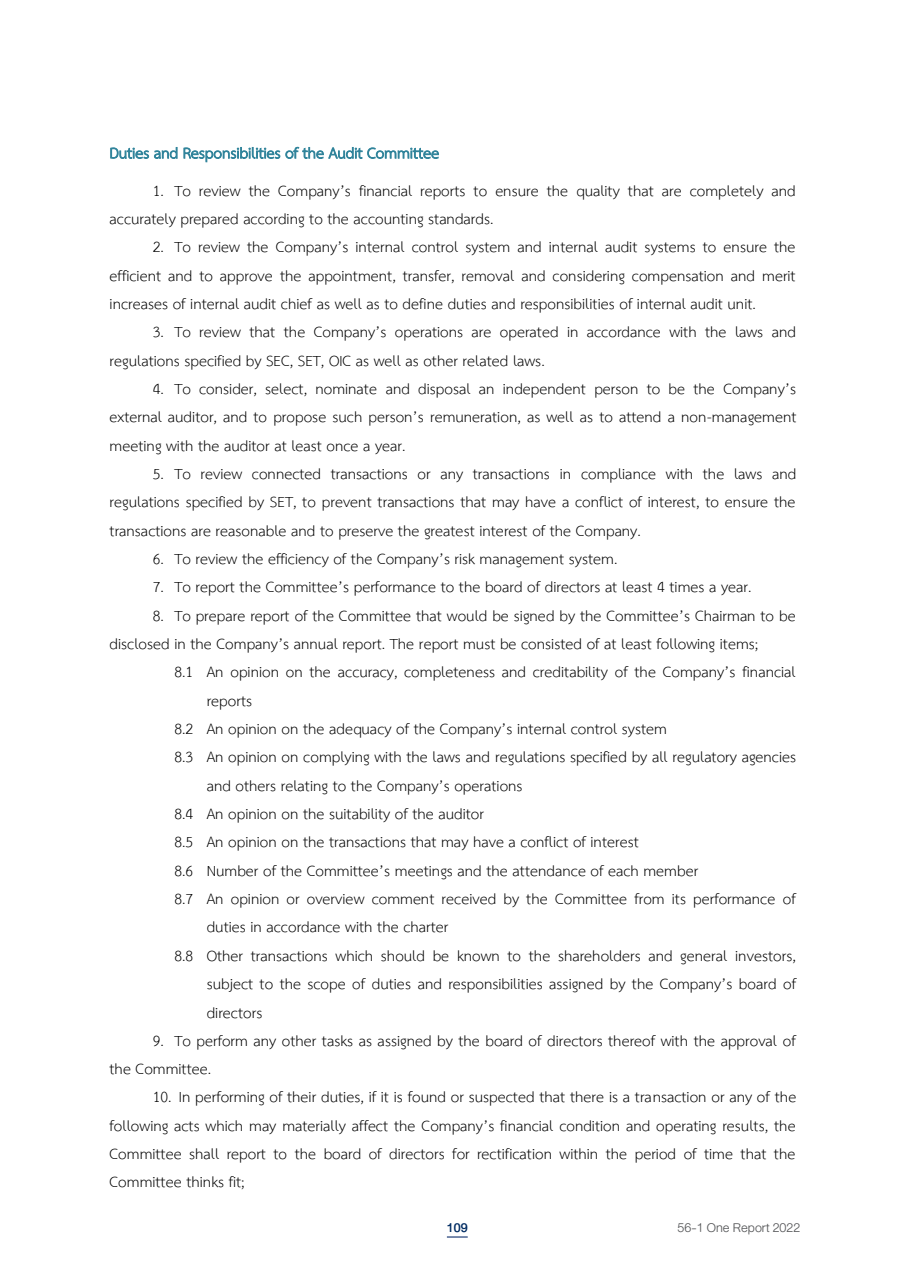 Duties and Responsibilities of the Audit Committee
1. To review the Company's financial reports to ensure the quality that are completely and
accurately prepared according to the accounting standards.
2. To review the Company's internal control system and internal audit systems to ensure the
efficient and to approve the appointment, transfer, removal and considering compensation and merit
increases of internal audit chief as well as to define duties and responsibilities of internal audit unit.
3. To review that the Company's operations are operated in accordance with the laws and
regulations specified by SEC, SET, OIC as well as other related laws.
4. To consider, select, nominate and disposal an independent person to be the Company's
external auditor, and to propose such person's remuneration, as well as to attend a non-management
meeting with the auditor at least once a year.
5. To review connected transactions or any transactions in compliance with the laws and
regulations specified by SET, to prevent transactions that may have a conflict of interest, to ensure the
transactions are reasonable and to preserve the greatest interest of the Company.
6. To review the efficiency of the Company's risk management system.
7. To report the Committee's performance to the board of directors at least 4 times a year.
8. To prepare report of the Committee that would be signed by the Committee's Chairman to be
disclosed in the Company's annual report. The report must be consisted of at least following items;
8.1 An opinion on the accuracy, completeness and creditability of the Company's financial
reports
8.2 An opinion on the adequacy of the Company's internal control system
8.3 An opinion on complying with the laws and regulations specified by all regulatory agencies
and others relating to the Company's operations
8.4 An opinion on the suitability of the auditor
8.5 An opinion on the transactions that may have a conflict of interest
8.6 Number of the Committee's meetings and the attendance of each member
8.7 An opinion or overview comment received by the Committee from its performance of
duties in accordance with the charter
8.8 Other transactions which should be known to the shareholders and general investors,
subject to the scope of duties and responsibilities assigned by the Company's board of
directors
9. To perform any other tasks as assigned by the board of directors thereof with the approval of
the Committee.
10. In performing of their duties, if it is found or suspected that there is a transaction or any of the
following acts which may materially affect the Company's financial condition and operating results, the
Committee shall report to the board of directors for rectification within the period of time that the
Committee thinks fit;
109
56-1 One Report 2022